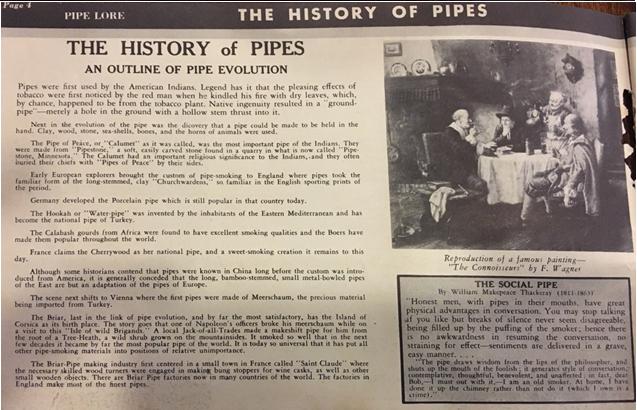 Page 4
PIPE LORE
THE HISTORY OF PIPES
THE HISTORY of PIPES
AN OUTLINE OF PIPE EVOLUTION
Pipes were first used by the American Indians. Legend has it that the pleasing effects of
tobacco were first noticed by the red man when he kindled his fire with dry leaves, which,
by chance, happened to be from the tobacco plant. Native ingenuity resulted in a "ground-
pipe"—merely a hole in the ground with a hollow stem thrust into it.
Next in the evolution of the pipe was the dicovery that a pipe could be made to be held in the
hand. Clay, wood, stone, sea-shells, bones, and the horns of animals were used.
The Pipe of Peace, or "Calumet" as it was called, was the most important pipe of the Indians. They
were made from "Pipestone," a soft, easily carved stone found in a quarry in what is now called "Pipe-
stone, Minnesota." The Calumet had an important religious significance to the Indians, and they often
buried their chiefs with "Pipes of Peace" by their sides.
Early European explorers brought the custom of pipe-smoking to England where pipes took the
familiar form of the long-stemmed, clay "Churchwardens," so familiar in the English sporting prints of
the period.
Germany developed the Porcelain pipe which is still popular in that country today.
The Hookah or "Water-pipe" was invented by the inhabitants of the Eastern Mediterranean and has
become the national pipe of Turkey.
The Calabash gourds from Africa were found to have excellent smoking qualities and the Boers have
made them popular throughout the world.
France claims the Cherrywood as her national pipe, and a sweet-smoking creation it remains to this
day.
Although some historians contend that pipes were known in China long before the custom was intro-
duced from America, it is generally conceded that the long, bamboo-stemmed, small metal-bowled pipes
of the East are but an adaptation of the pipes of Europe.
The scene next shifts to Vienna where the first pipes were made of Meerschaum, the precious material
being imported from Turkey.
The Briar, last in the link of pipe evolution, and by far the most satisfactory, has the Island of
Corsica as its birth place. The story goes that one of Napoleon's officers broke his meerschaum while on
a visit to this "Isle of wild Brigands." A local Jack-of-all-Trades made a makeshift pipe for him from
the root of a Tree-Heath, a wild shrub grown on the mountainsides. It smoked so well that in the next
few decades it became by far the most popular pipe of the world. It is today so universal that it has put all
other pipe-smoking materials into positions of relative unimportance.
The Briar-Pipe making industry first centered in a small town in France called "Saint Claude" where
the necessary skilled wood turners were engaged in making bung stoppers for wine casks, as well as other
small wooden objects. There are Briar Pipe factories now in many countries of the world. The factories in
England make most of the finest pipes.
Reproduction of a famous painting—
"The Connoisseurs" by F. Wagner
THE SOCIAL PIPE
By William Makepeace Thackeray (1811-1863)
"Honest men, with pipes in their mouths, have great
physical advantages in conversation. You may stop talking
if you like but breaks of silence never seem disagreeable,
being filled up by the puffing of the smoker; hence there
is no awkwardness in resuming the conversation, no
straining for effect—sentiments are delivered in a grave,
easy manner. . . .
"The pipe draws wisdom from the lips of the philosopher, and
shuts up the mouth of the foolish; it generates style of conversation,
contemplative, thoughtful, benevolent, and unaffected; in fact, dear
Bob,—I must out with it,—I am an old smoker. At home, I have
done it up the chimney rather than not do it (which I own is a
crime)."